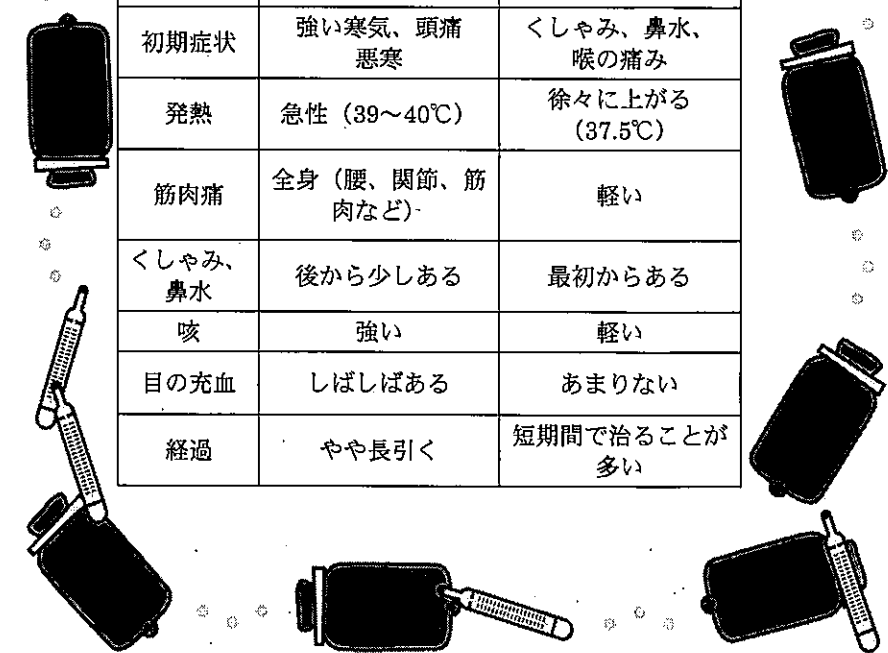 初期症状
強い寒気、頭痛
悪寒
くしゃみ、鼻水、
喉の痛み
発熱
急性（39～40℃）
徐々に上がる
（37.5℃）
筋肉痛
全身（腰、関節、筋
肉など）
軽い
くしゃみ、
鼻水
後から少しある
最初からある
咳
強い
軽い
目の充血
しばしばある
あまりない
経過
やや長引く
短期間で治ることが
多い